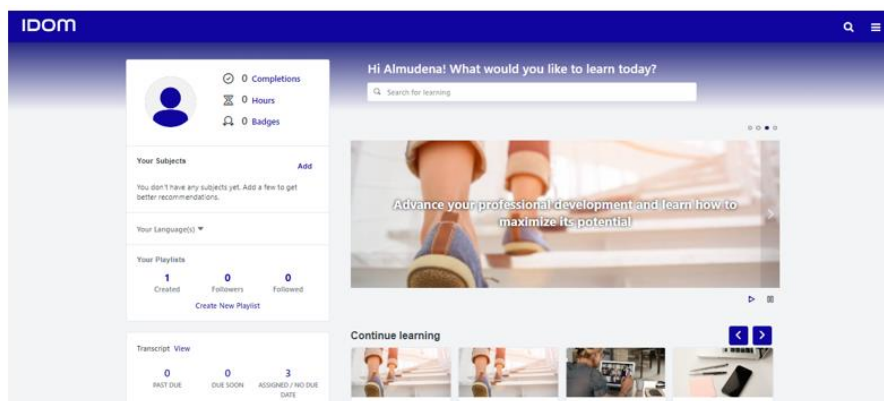 IDOM
0 Completions
0 Hours
0 Badges
Your Subjects
Add
You don't have any subjects yet. Add a few to get
better recommendations.
Your Language(s)
Your Playlists
1
0
0
Created
Followers
Followed
Create New Playlist
Transcript View
0
0
3
PAST DUE
DUE SOON
ASSIGNED / NO DUE
DATE
Hi Almudena! What would you like to learn today?
Search for learning
Advance your professional development and learn how to
maximize its potential
Continue learning